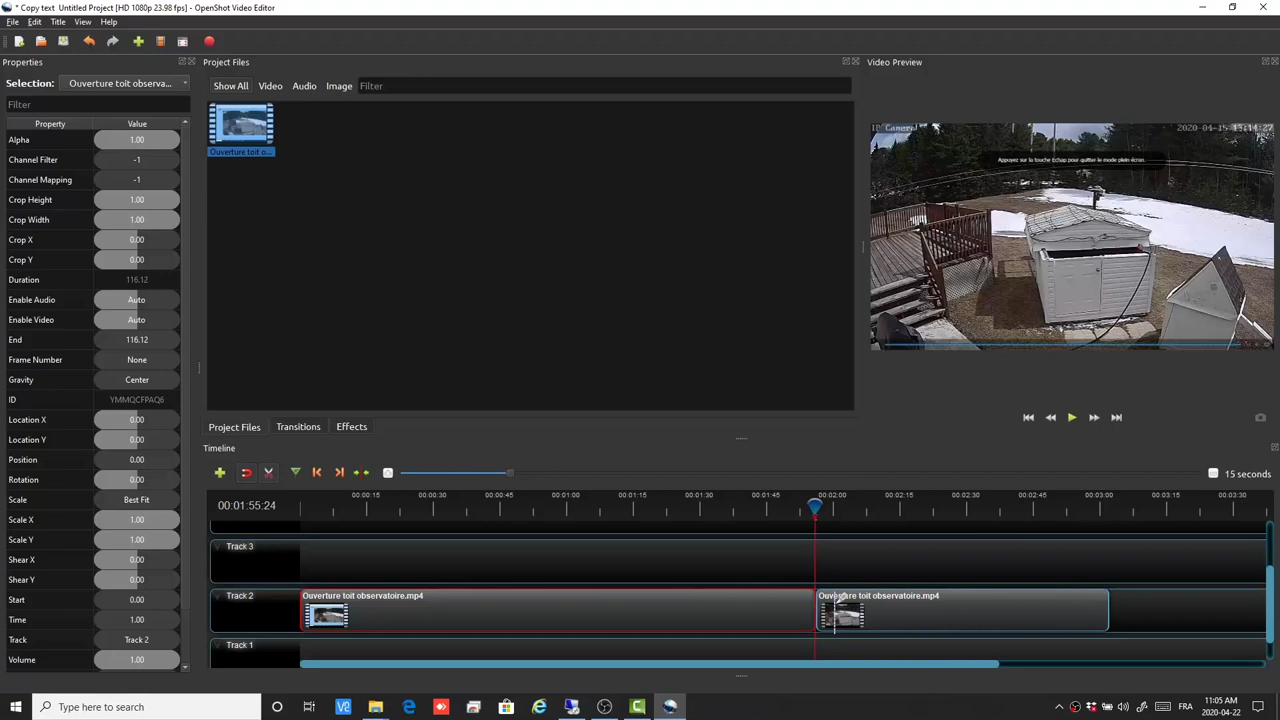 * Copy text  Untitled Project [HD 1080p 23.98 fps] - OpenShot Video Editor
File Edit Title View Help
Properties
Selection: Ouverture toit observa...
Filter
Property Value
Alpha 1.00
Channel Filter -1
Channel Mapping -1
Crop Height 1.00
Crop Width 1.00
Crop X 0.00
Crop Y 0.00
Duration 116.12
Enable Audio Auto
Enable Video Auto
End 116.12
Frame Number None
Gravity Center
ID YMMQCFPAQ6
Location X 0.00
Location Y 0.00
Position 0.00
Rotation 0.00
Scale Best Fit
Scale X 1.00
Scale Y 1.00
Shear X 0.00
Shear Y 0.00
Start 0.00
Time 1.00
Track Track 2
Volume 1.00
Project Files
Show All Video Audio Image Filter
Ouverture toit o...
Project Files Transitions Effects
Video Preview
Camera 2020-04-15
Appuyez sur la touche Echap pour quitter le mode plein écran.
Timeline
15 seconds
00:01:55:24
00:00:15 00:00:30 00:00:45 00:01:00 00:01:15 00:01:30 00:01:45 00:02:00 00:02:15 00:02:30 00:02:45 00:03:00 00:03:15 00:03:30
Track 3
Track 2 Ouverture toit observatoire.mp4 Ouverture toit observatoire.mp4
Track 1
Type here to search
FRA
11:05 AM
2020-04-22